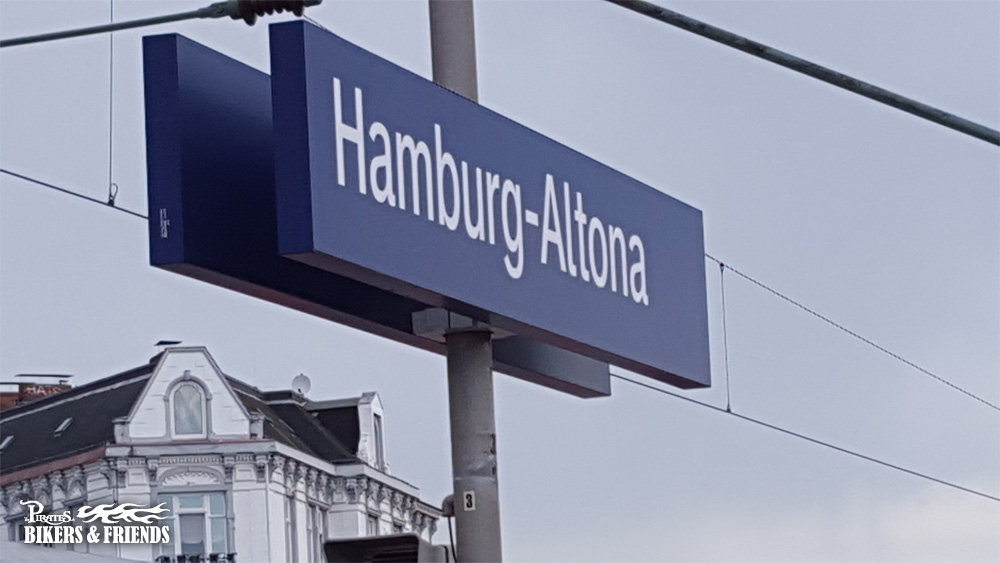 Hamburg-Altona
3
PIRATES
BIKERS & FRIENDS